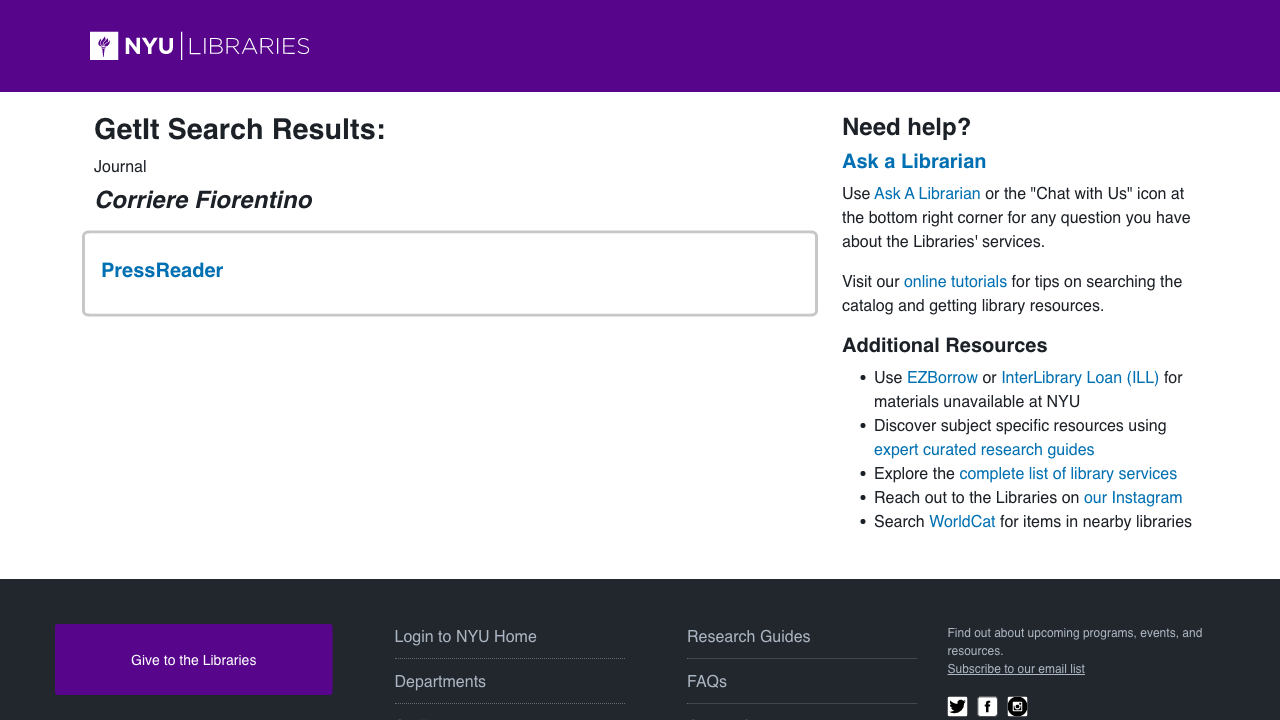 NYU LIBRARIES
GetIt Search Results:
Journal
Corriere Fiorentino
PressReader
Need help?
Ask a Librarian
Use Ask A Librarian or the "Chat with Us" icon at
the bottom right corner for any question you have
about the Libraries' services.
Visit our online tutorials for tips on searching the
catalog and getting library resources.
Additional Resources
• Use EZBorrow or InterLibrary Loan (ILL) for
materials unavailable at NYU
• Discover subject specific resources using
expert curated research guides
• Explore the complete list of library services
• Reach out to the Libraries on our Instagram
• Search WorldCat for items in nearby libraries
Give to the Libraries
Login to NYU Home
Departments
Research Guides
FAQs
Find out about upcoming programs, events, and
resources.
Subscribe to our email list